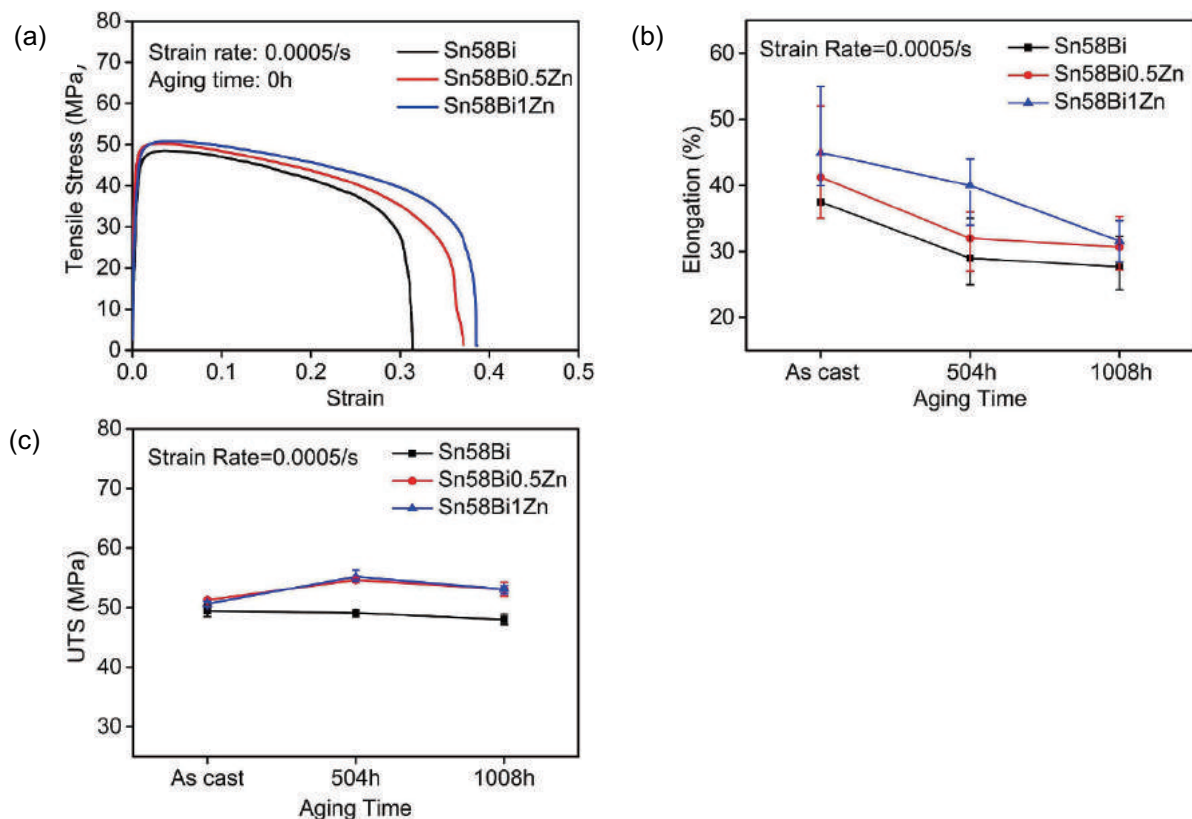 (a)
80
70
60
50
40
30
20
10
0
Tensile Stress (MPa,
Strain rate: 0.0005/s
Aging time: 0h
Sn58Bi
Sn58Bi0.5Zn
Sn58Bi1Zn
0.0 0.1 0.2 0.3 0.4 0.5
Strain
(b)
60
50
40
30
20
Elongation (%)
Strain Rate=0.0005/s
Sn58Bi
Sn58Bi0.5Zn
Sn58Bi1Zn
As cast 504h 1008h
Aging Time
(c)
80
70
60
50
40
30
UTS (MPa)
Strain Rate=0.0005/s
Sn58Bi
Sn58Bi0.5Zn
Sn58Bi1Zn
As cast 504h 1008h
Aging Time